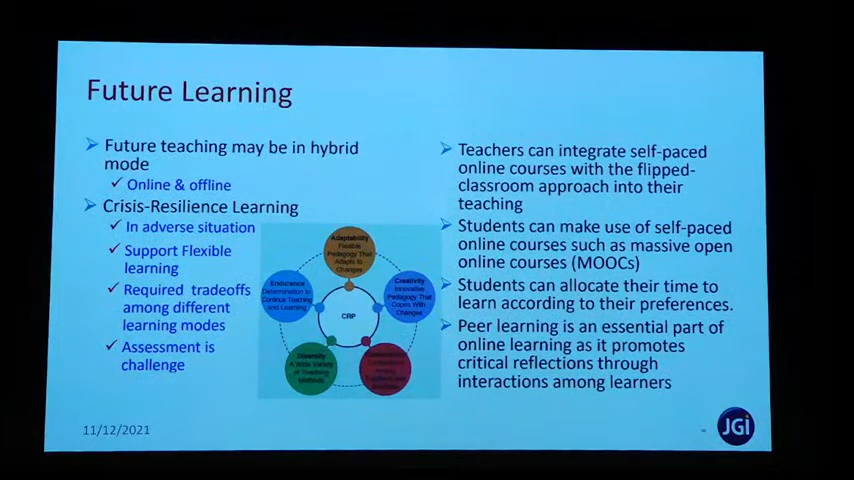 Future Learning
Future teaching may be in hybrid
mode
Online & offline
Crisis-Resilience Learning
In adverse situation
Support Flexible
learning
Required tradeoffs
among different
learning modes
Assessment is
challenge
Adaptability
Flexible
Pedagogy That
Adapts to
Changes
Endurance
Determination to
Continue Teaching
and Learning
Creativity
Innovative
Pedagogy That
Copes With
Changes
CRP
Diversity
A Wide Variety
of Teaching
Methods
Teachers can integrate self-paced
online courses with the flipped-
classroom approach into their
teaching
Students can make use of self-paced
online courses such as massive open
online courses (MOOCs)
Students can allocate their time to
learn according to their preferences.
Peer learning is an essential part of
online learning as it promotes
critical reflections through
interactions among learners
11/12/2021
JGi